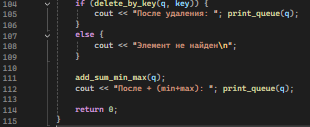 104 if (delete_by_key(q, key)) {
105 cout << "После удаления: "; print_queue(q);
106 }
107 else {
108 cout << "Элемент не найден\n";
109 }
110
111 add_sum_min_max(q);
112 cout << "После + (min+max): "; print_queue(q);
113
114 return 0;
115 }